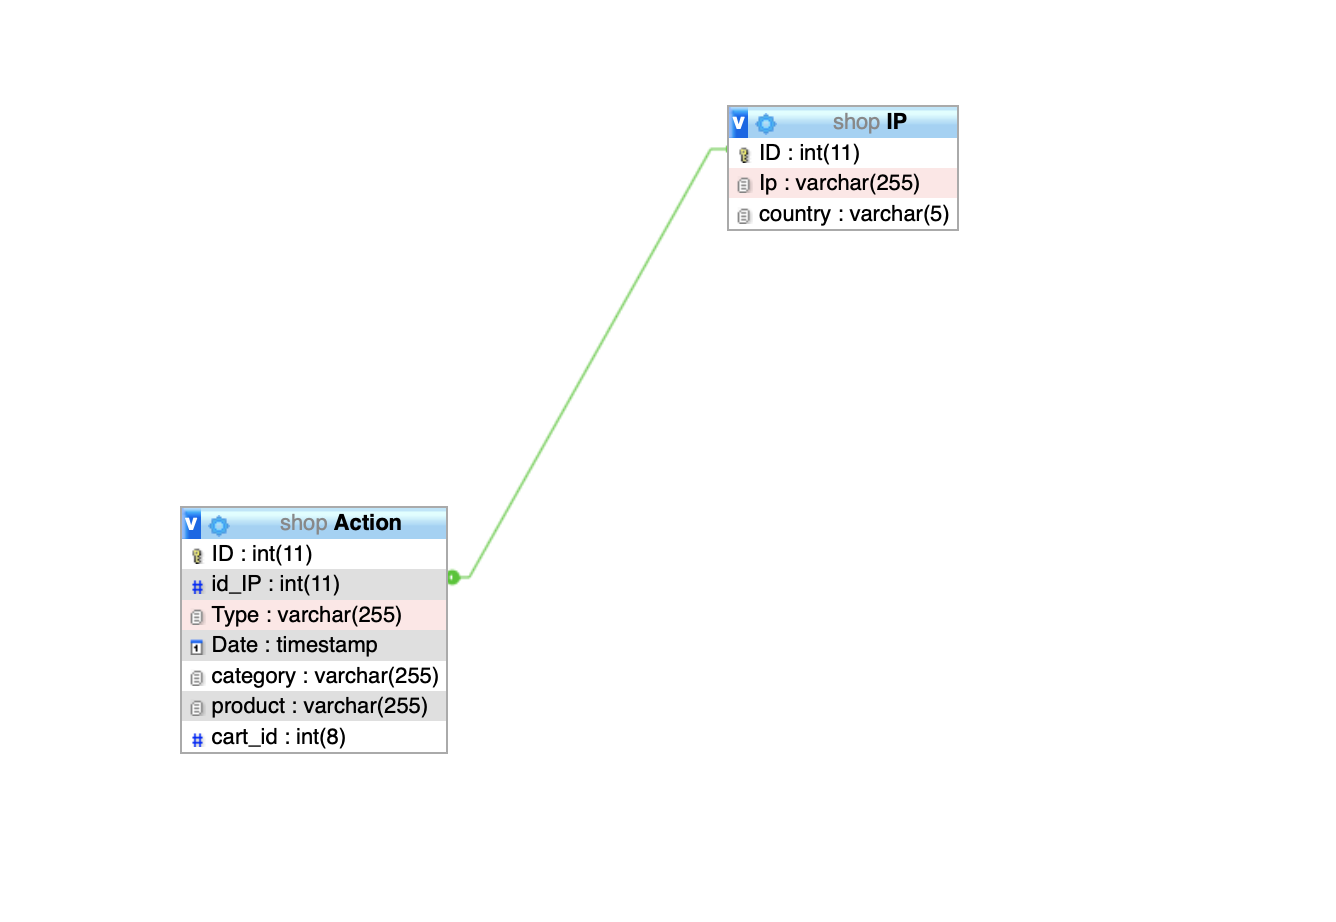 v shop IP
ID : int(11)
Ip : varchar(255)
country : varchar(5)
v shop Action
ID : int(11)
# id_IP : int(11)
Type : varchar(255)
1 Date : timestamp
category : varchar(255)
product : varchar(255)
# cart_id : int(8)